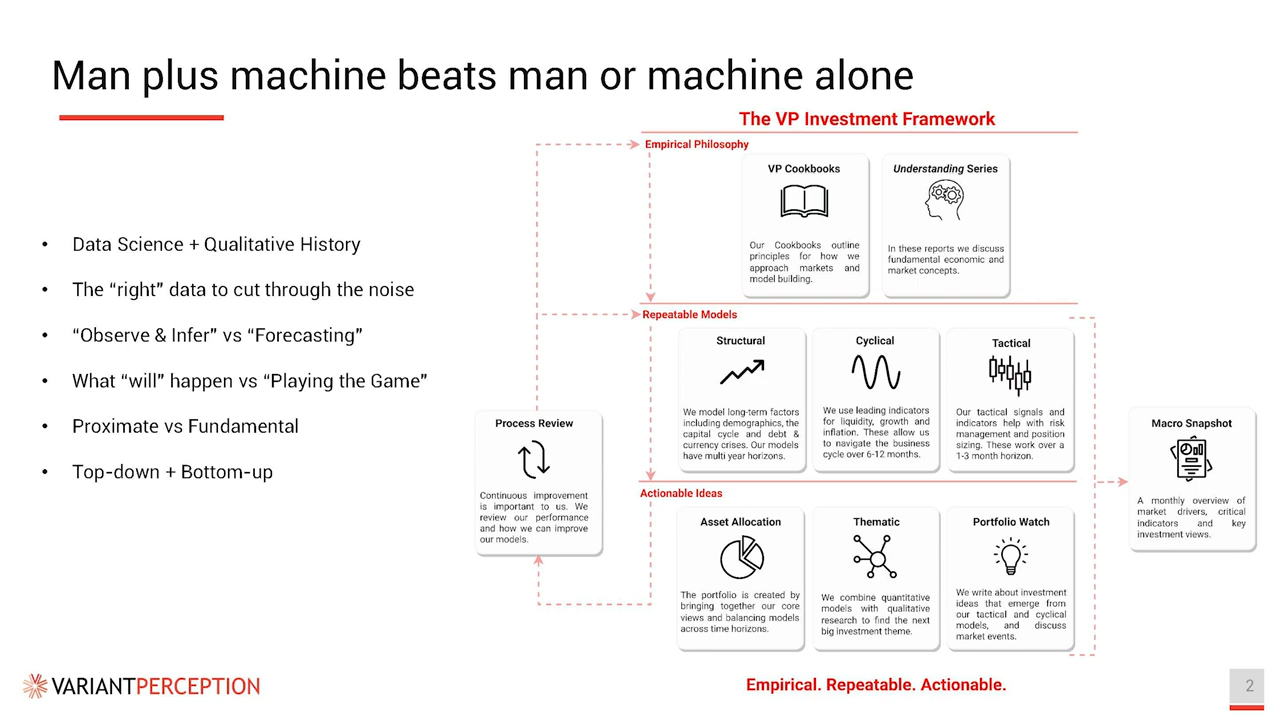 Man plus machine beats man or machine alone
• Data Science + Qualitative History
• The “right” data to cut through the noise
• “Observe & Infer” vs “Forecasting”
• What “will” happen vs “Playing the Game”
• Proximate vs Fundamental
• Top-down + Bottom-up
The VP Investment Framework
Empirical Philosophy
VP Cookbooks
Our Cookbooks outline
principles for how we
approach markets and
model building.
Understanding Series
In these reports we discuss
fundamental economic and
market concepts.
Repeatable Models
Structural
We model long-term factors
including demographics, the
capital cycle and debt &
currency crises. Our models
have multi year horizons.
Cyclical
We use leading indicators
for liquidity, growth and
inflation. These allow us
to navigate the business
cycle over 6-12 months.
Tactical
Our tactical signals and
indicators help with risk
management and position
sizing. These work over a
1-3 month horizon.
Process Review
Continuous improvement
is important to us. We
review our performance
and how we can improve
our models.
Macro Snapshot
A monthly overview of
market drivers, critical
indicators and key
investment views.
Actionable Ideas
Asset Allocation
The portfolio is created by
bringing together our core
views and balancing models
across time horizons.
Thematic
We combine quantitative
models with qualitative
research to find the next
big investment theme.
Portfolio Watch
We write about investment
ideas that emerge from
our tactical and cyclical
models, and discuss
market events.
VARIANTPERCEPTION
Empirical. Repeatable. Actionable.
2